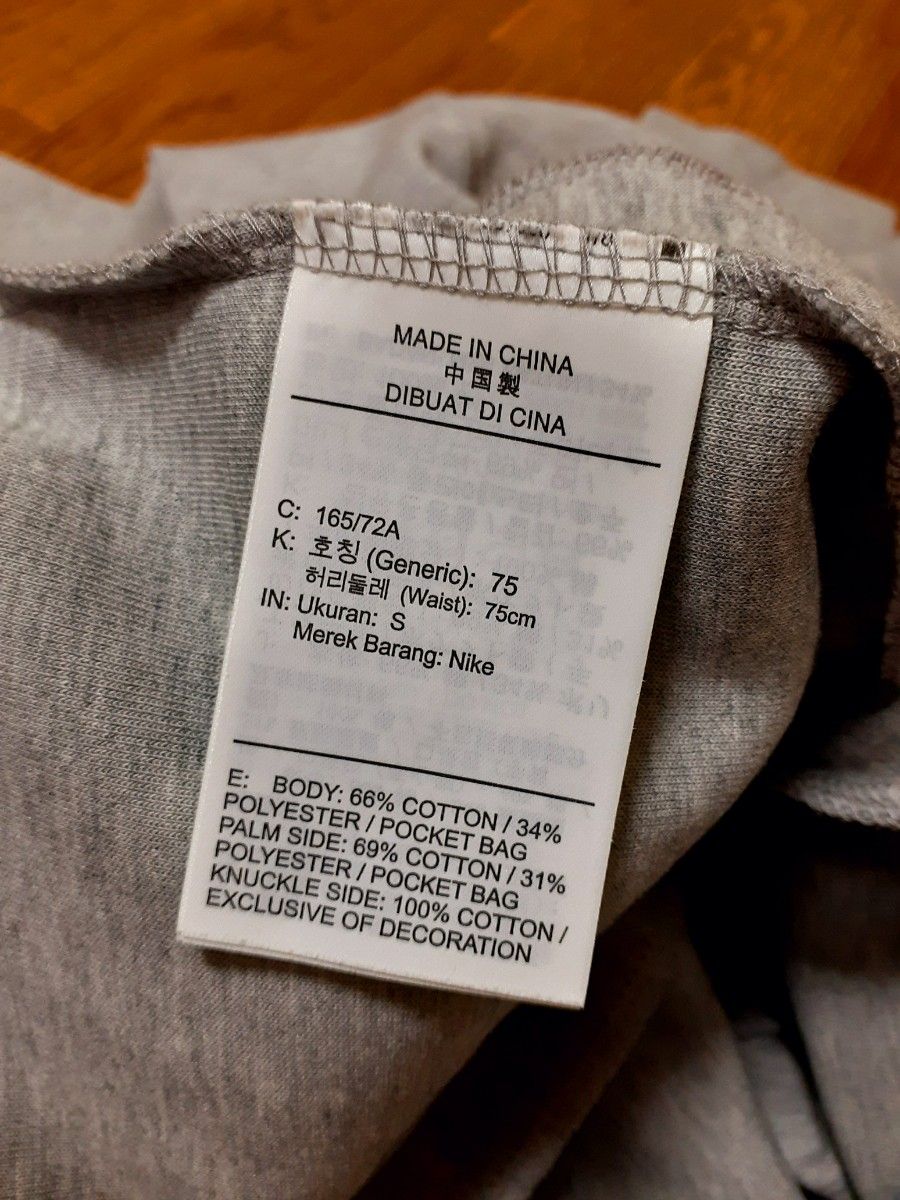 MADE IN CHINA
中国製
DIBUAT DI CINA
C: 165/72A
K: 호칭 (Generic): 75
허리둘레 (Waist): 75cm
IN: Ukuran: S
Merek Barang: Nike
E: BODY: 66% COTTON / 34%
POLYESTER / POCKET BAG
PALM SIDE: 69% COTTON / 31%
POLYESTER / POCKET BAG
KNUCKLE SIDE: 100% COTTON /
EXCLUSIVE OF DECORATION